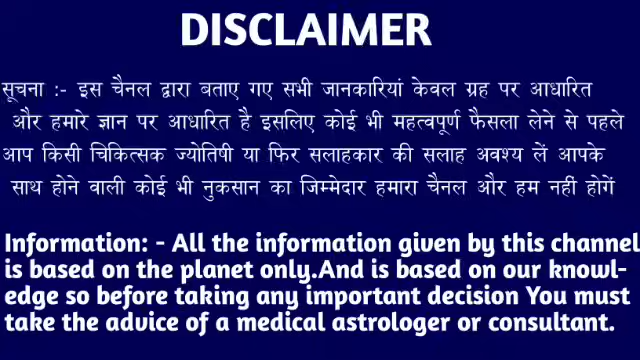 DISCLAIMER
सूचना :- इस चैनल द्वारा बताए गए सभी जानकारियां केवल ग्रह पर आधारित
और हमारे ज्ञान पर आधारित है इसलिए कोई भी महत्वपूर्ण फैसला लेने से पहले
आप किसी चिकित्सक ज्योतिषी या फिर सलाहकार की सलाह अवश्य लें आपके
साथ होने वाली कोई भी नुकसान का जिम्मेदार हमारा चैनल और हम नहीं होगें
Information: - All the information given by this channel
is based on the planet only.And is based on our knowl-
edge so before taking any important decision You must
take the advice of a medical astrologer or consultant.